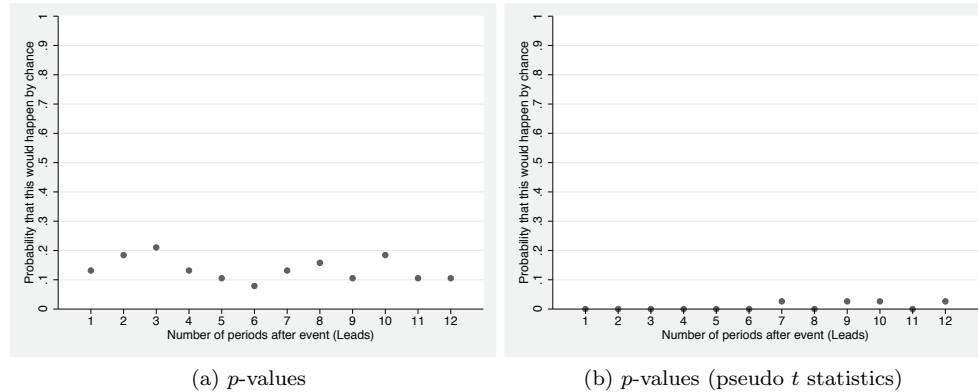 Probability that this would happen by chance
0 .1 .2 .3 .4 .5 .6 .7 .8 .9 1
1 2 3 4 5 6 7 8 9 10 11 12
Number of periods after event (Leads)
(a) p-values
Probability that this would happen by chance
0 .1 .2 .3 .4 .5 .6 .7 .8 .9 1
1 2 3 4 5 6 7 8 9 10 11 12
Number of periods after event (Leads)
(b) p-values (pseudo t statistics)